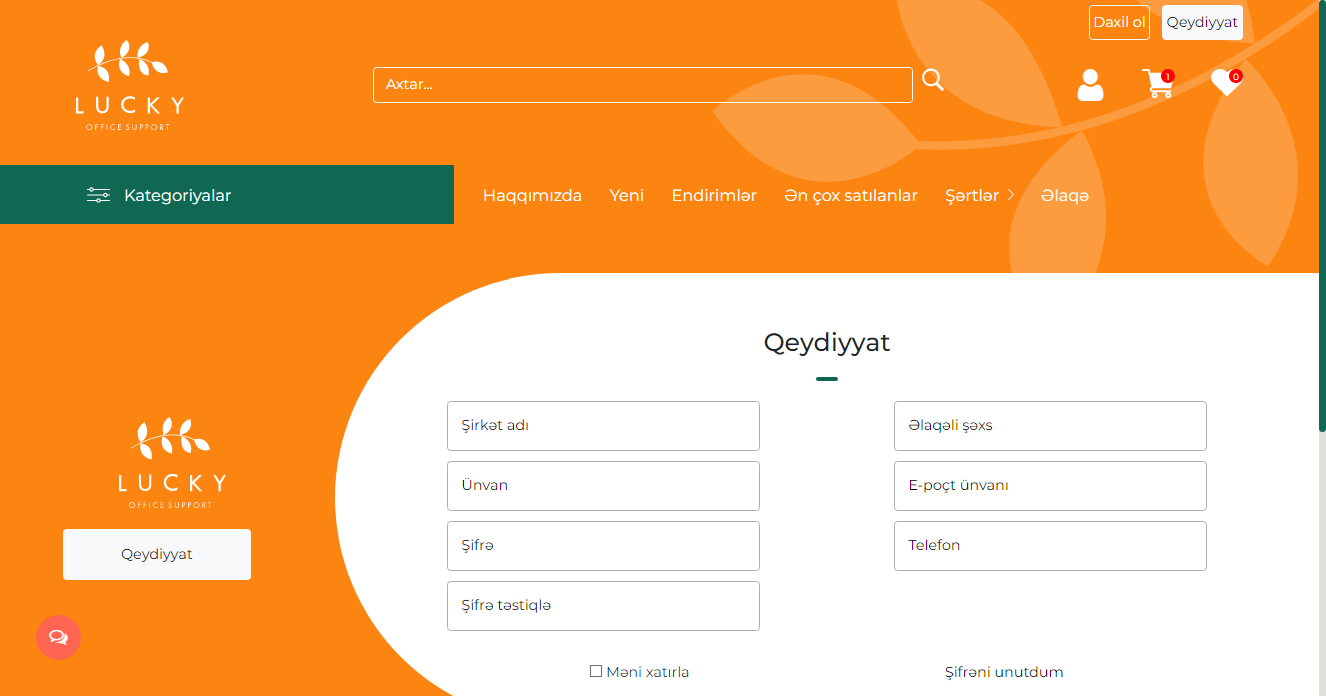 Daxil ol
Qeydiyyat
LUCKY
OFFICE SUPPORT
Axtar...
1
0
Kategoriyalar
Haqqımızda
Yeni
Endirimlər
Ən çox satılanlar
Şərtlər
Əlaqə
Qeydiyyat
Şirkət adı
Əlaqəli şəxs
Ünvan
E-poçt ünvanı
Şifrə
Telefon
Şifrə təstiqlə
Məni xatırla
Şifrəni unutdum
LUCKY
OFFICE SUPPORT
Qeydiyyat